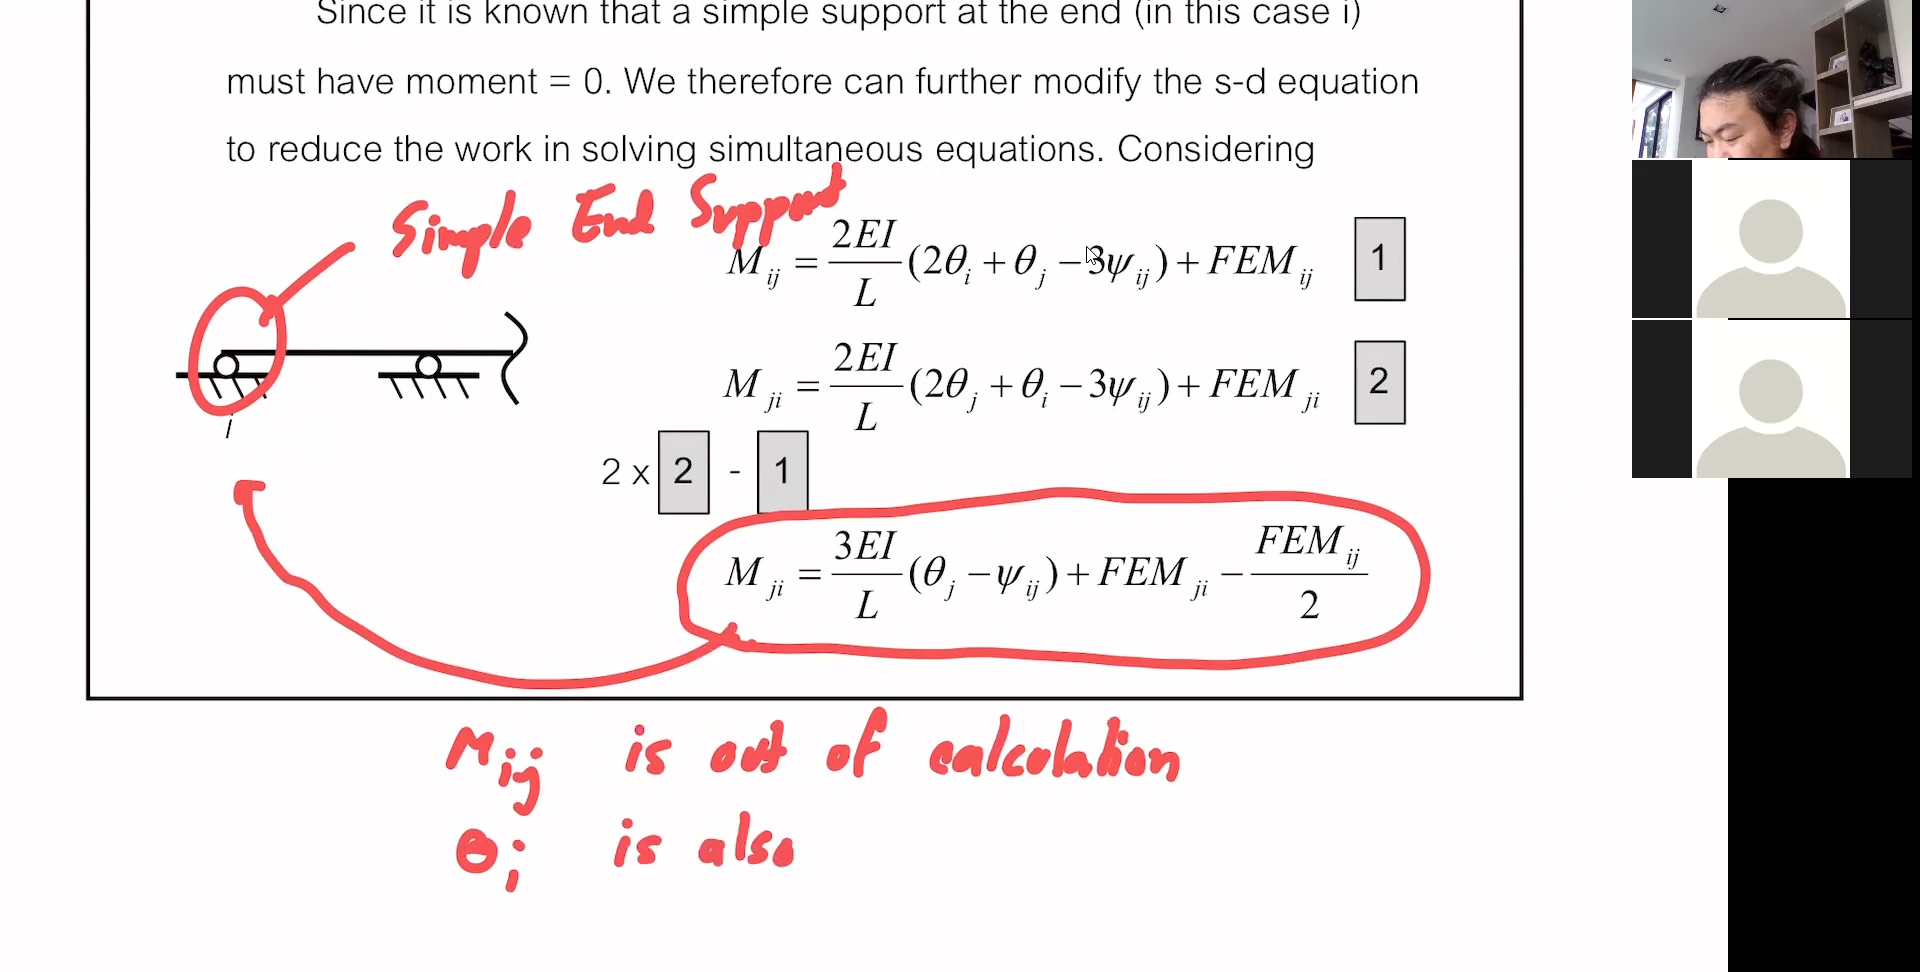 Since it is known that a simple support at the end (in this case i)
must have moment = 0. We therefore can further modify the s-d equation
to reduce the work in solving simultaneous equations. Considering
Simple End Support
M_ij = 2EI/L (2θ_i + θ_j − 3ψ_ij) + FEM_ij 1
M_ji = 2EI/L (2θ_j + θ_i − 3ψ_ij) + FEM_ji 2
i
2 x 2 - 1
M_ji = 3EI/L (θ_j − ψ_ij) + FEM_ji − FEM_ij/2
M_ij is out of calculation
θ_i is also